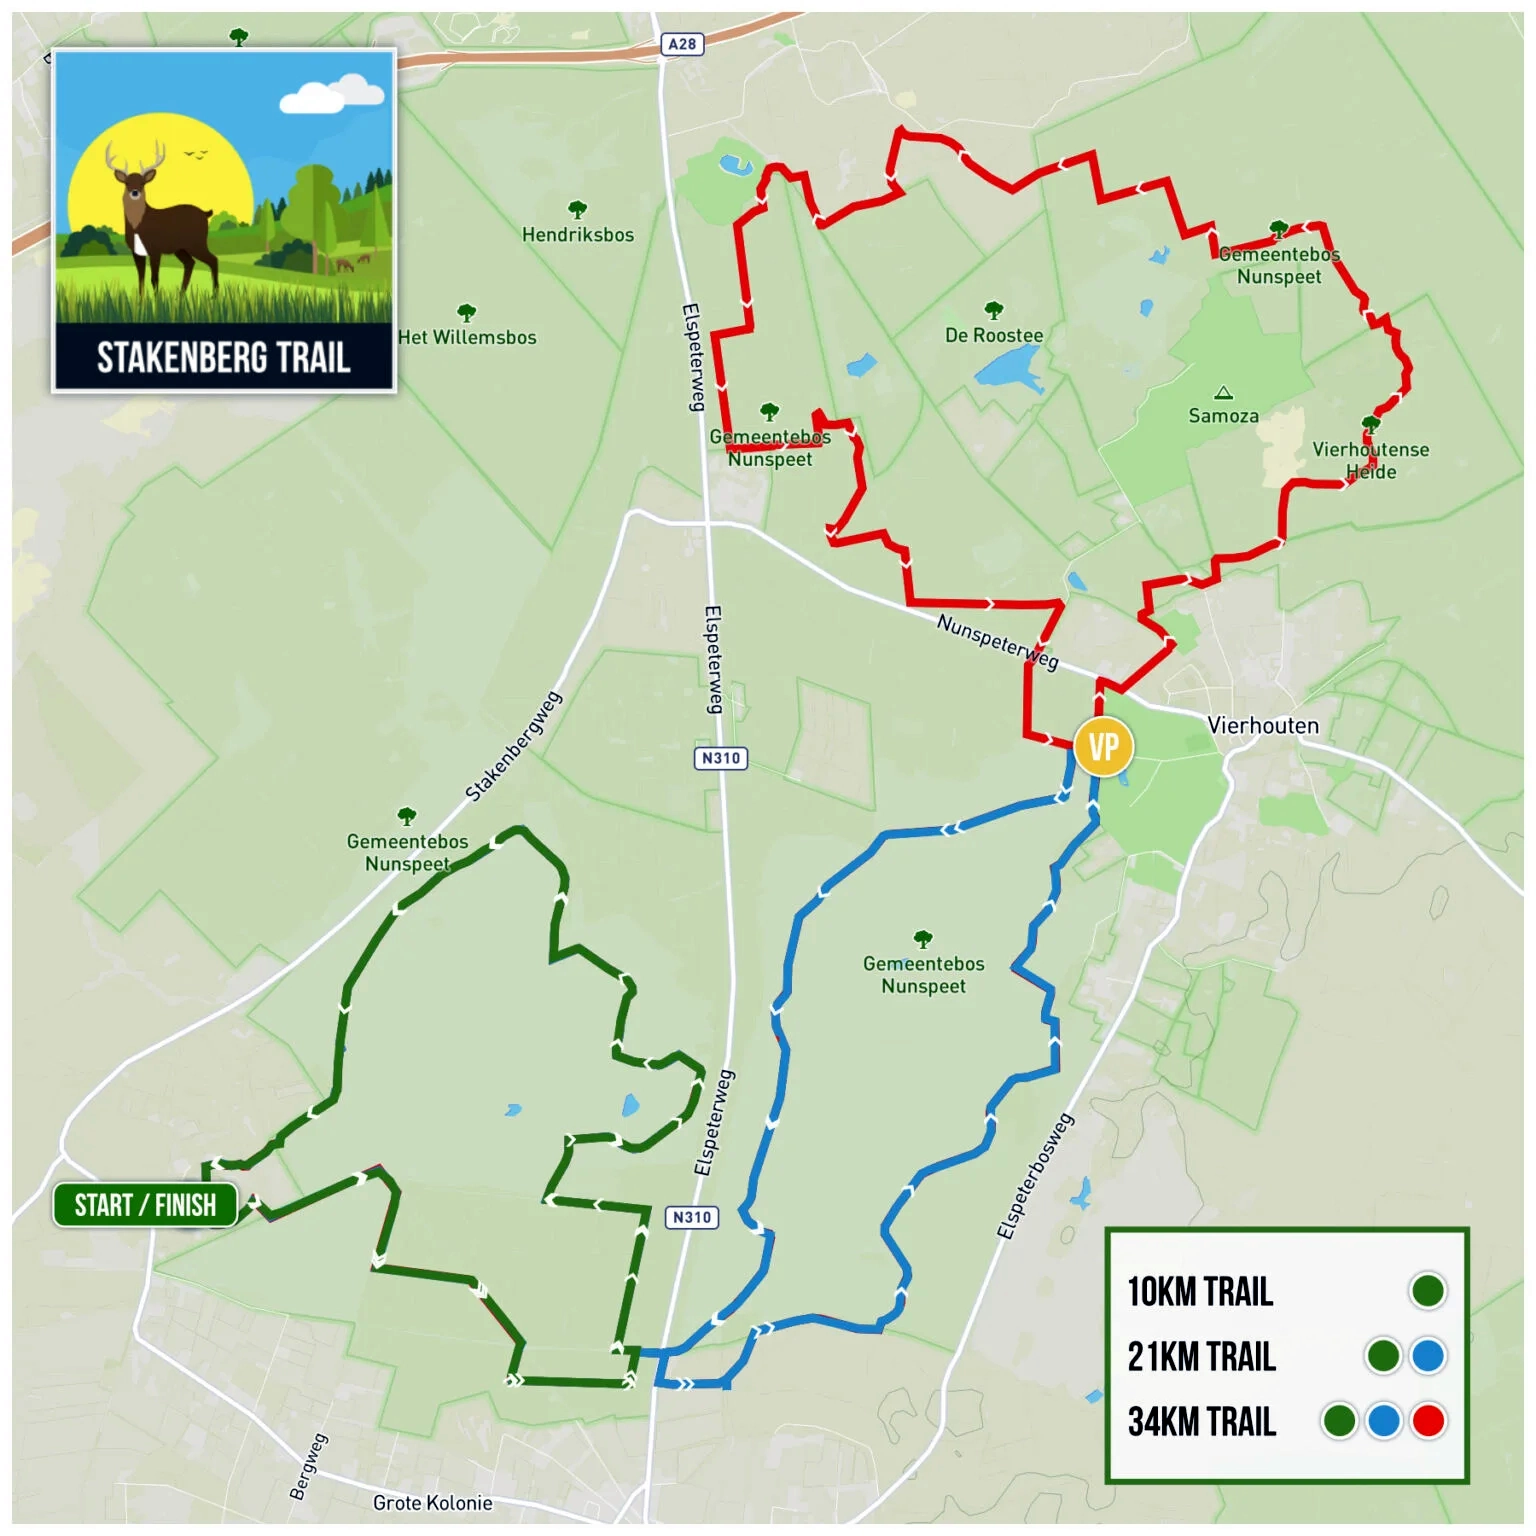 A28
STAKENBERG TRAIL
Hendriksbos
Het Willemsbos
Elspeterweg
Gemeentebos
Nunspeet
De Roostee
Samoza
Vierhoutense
Heide
Gemeentebos
Nunspeet
Elspeterweg
Nunspeterweg
Stakenbergweg
N310
VP
Vierhouten
Gemeentebos
Nunspeet
Gemeentebos
Nunspeet
Elspeterweg
Elspeterbosweg
START / FINISH
N310
10KM TRAIL
21KM TRAIL
34KM TRAIL
Bergweg
Grote Kolonie